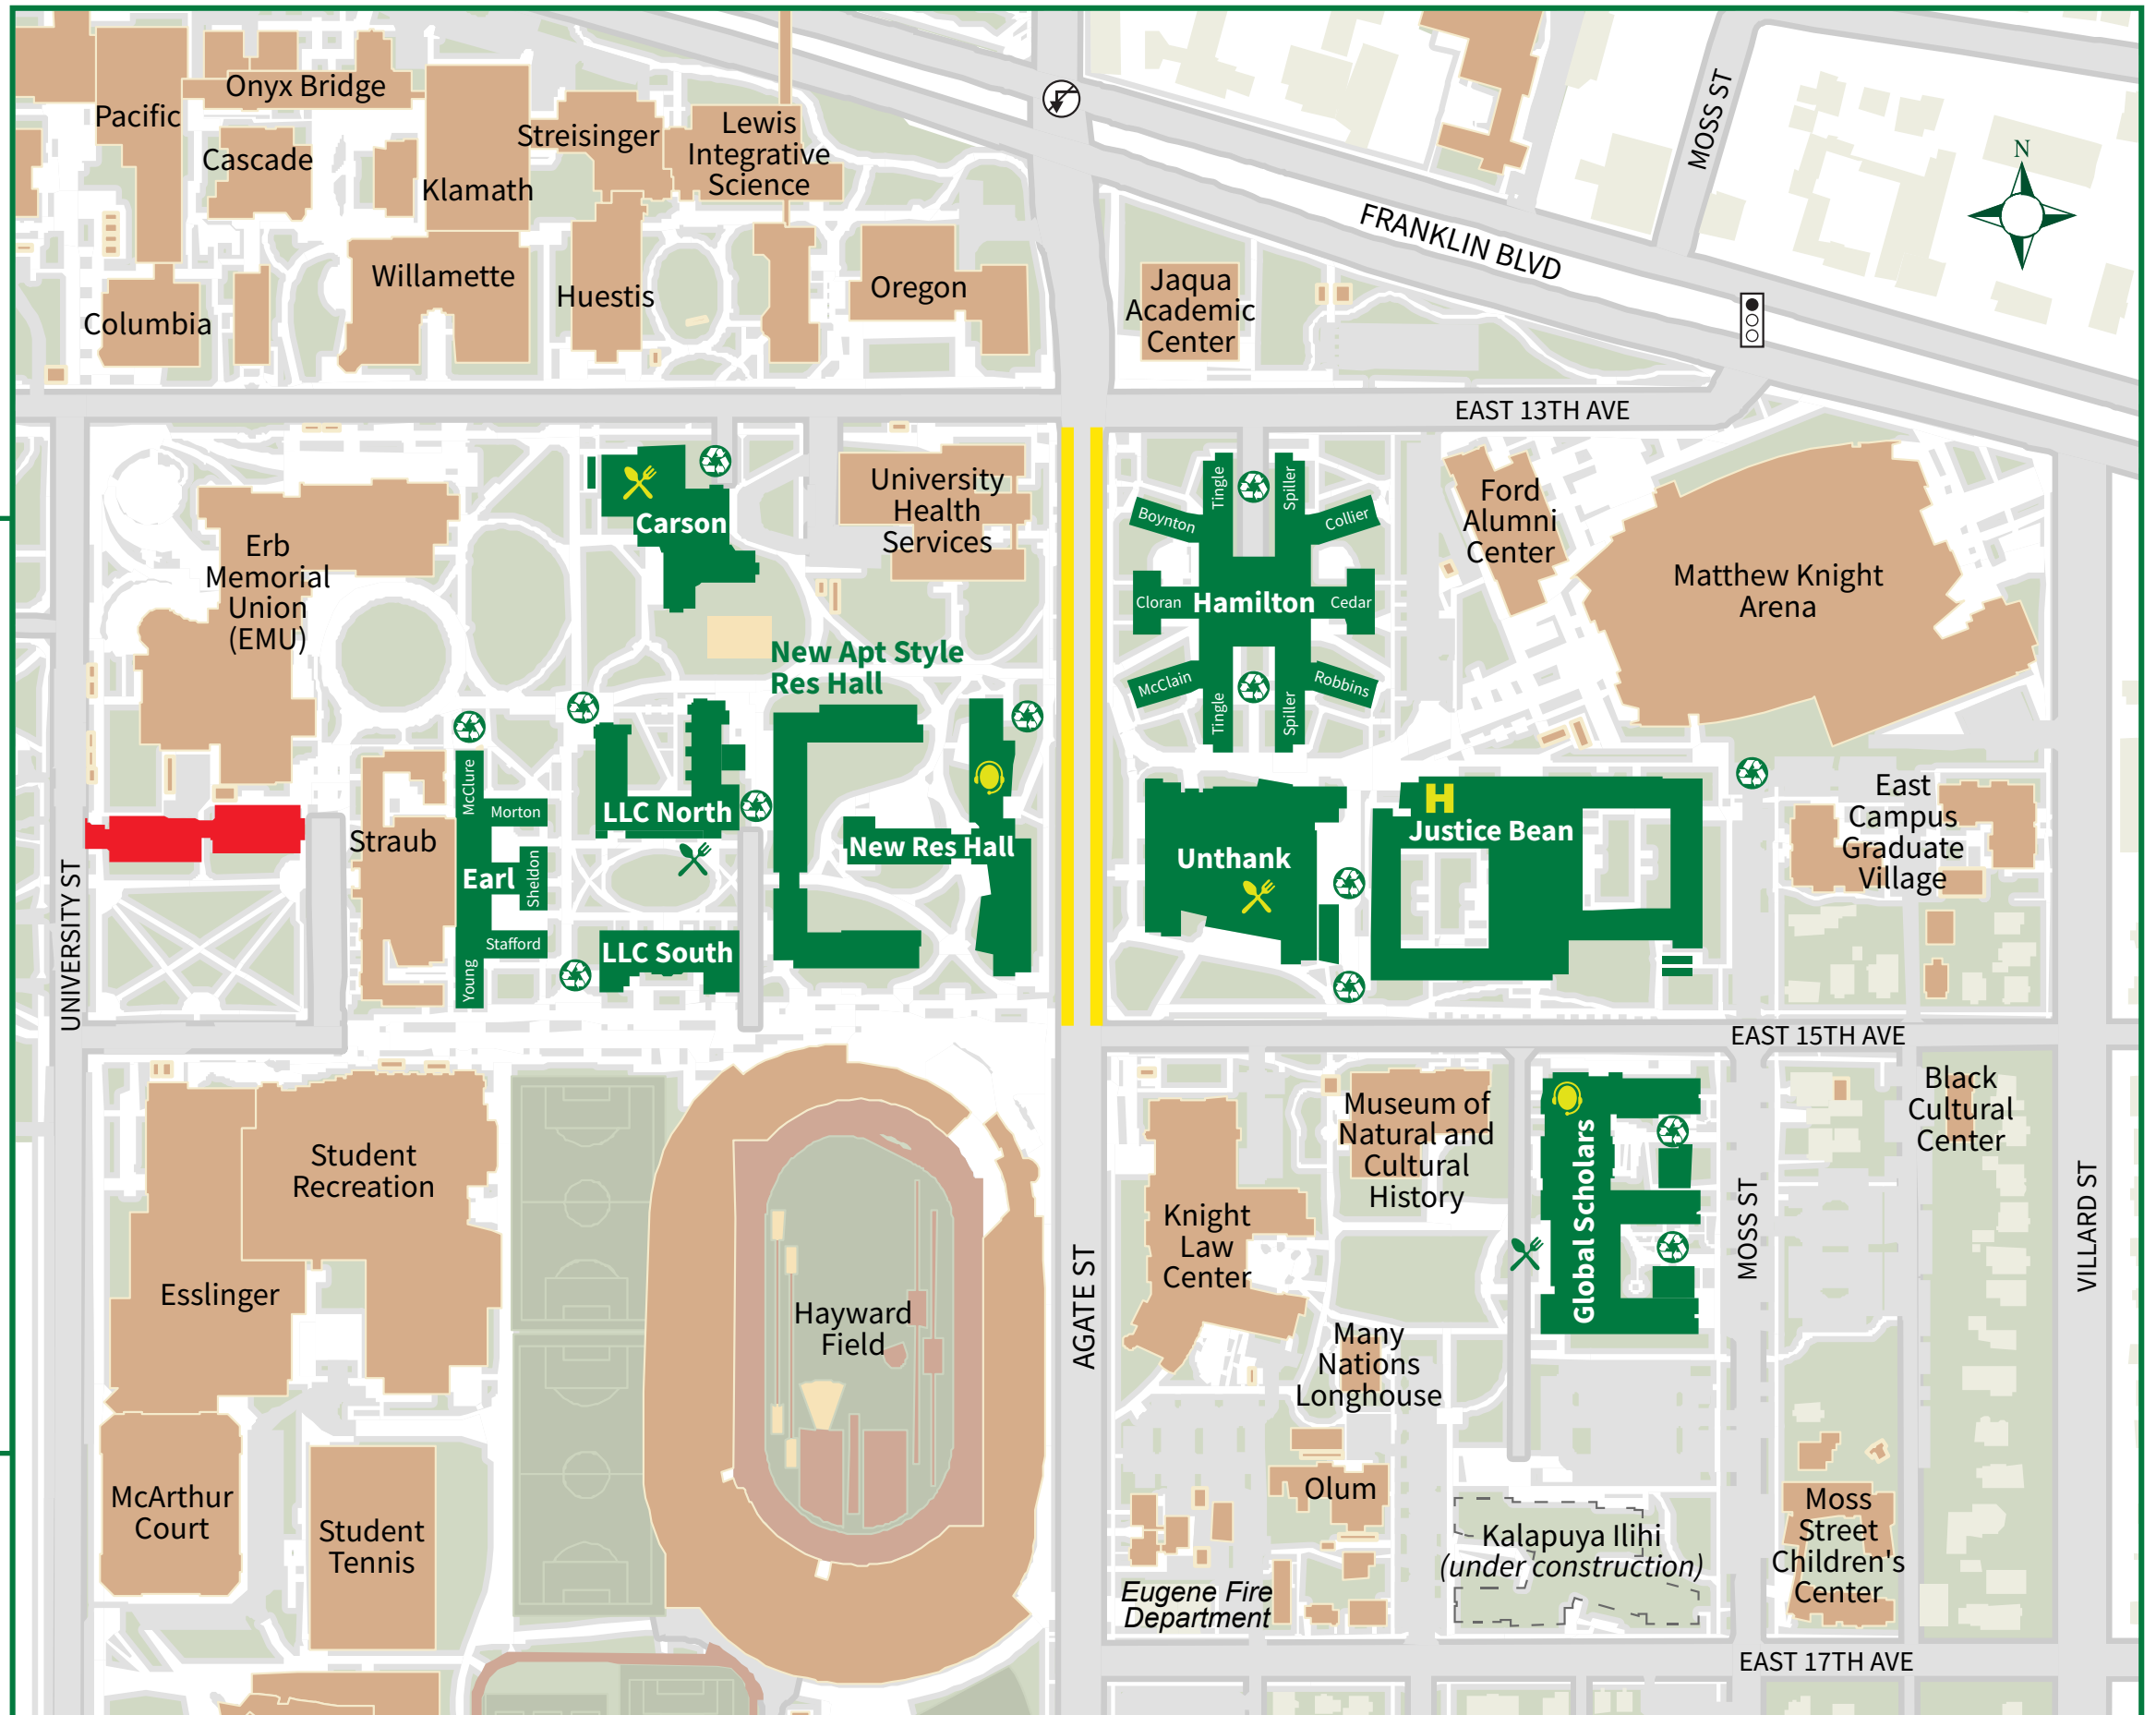 Onyx Bridge
Pacific
Cascade
Klamath
Streisinger
Lewis
Integrative
Science
MOSS ST
N
FRANKLIN BLVD
Willamette
Huestis
Oregon
Columbia
Jaqua
Academic
Center
EAST 13TH AVE
Erb
Memorial
Union
(EMU)
Carson
University
Health
Services
Tingle
Spiller
Boynton
Collier
Cloran
Hamilton
Cedar
McClain
Robbins
Tingle
Spiller
Ford
Alumni
Center
Matthew Knight
Arena
New Apt Style
Res Hall
McClure
Morton
Straub
Earl
Sheldon
Stafford
Young
LLC North
LLC South
New Res Hall
Unthank
H
Justice Bean
East
Campus
Graduate
Village
UNIVERSITY ST
EAST 15TH AVE
Student
Recreation
Esslinger
McArthur
Court
Student
Tennis
Hayward
Field
AGATE ST
Knight
Law
Center
Museum of
Natural and
Cultural
History
Global Scholars
MOSS ST
Black
Cultural
Center
VILLARD ST
Many
Nations
Longhouse
Olum
Kalapuya Ilihi
(under construction)
Moss
Street
Children's
Center
Eugene Fire
Department
EAST 17TH AVE